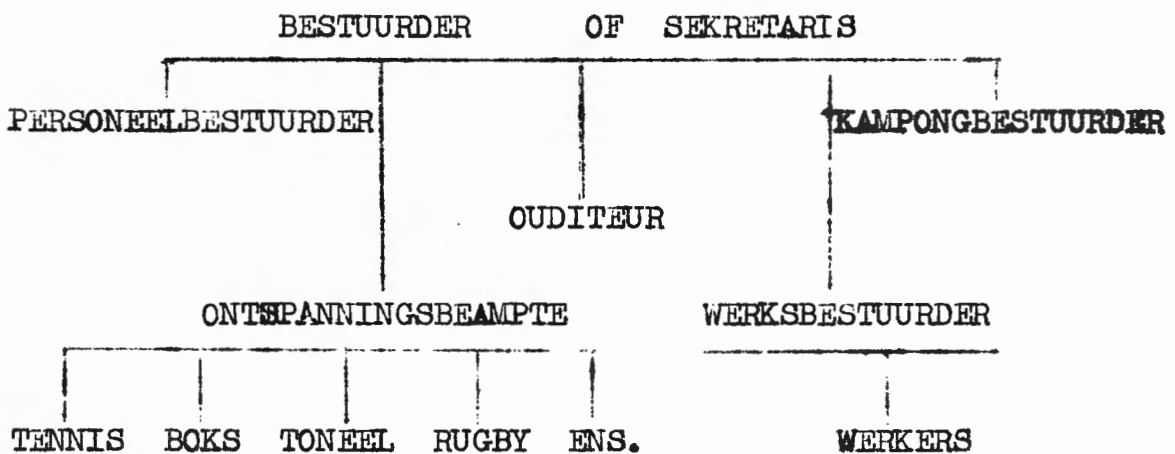 BESTUURDER OF SEKRETARIS
PERSONEELBESTUURDER KAMPONGBESTUURDER
OUDITEUR
ONTSPANNINGSBEAMPTE WERKSBESTUURDER
TENNIS BOKS TONEEL RUGBY ENS. WERKERS